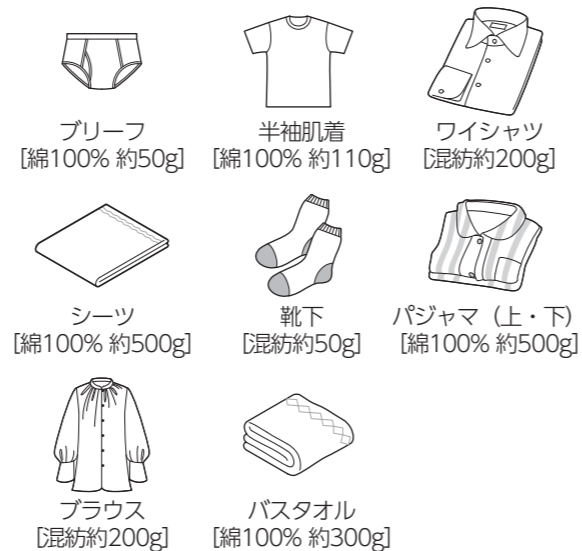 ブリーフ
[綿100% 約50g]
半袖肌着
[綿100% 約110g]
ワイシャツ
[混紡約200g]
シーツ
[綿100% 約500g]
靴下
[混紡約50g]
パジャマ（上・下）
[綿100% 約500g]
ブラウス
[混紡約200g]
バスタオル
[綿100% 約300g]